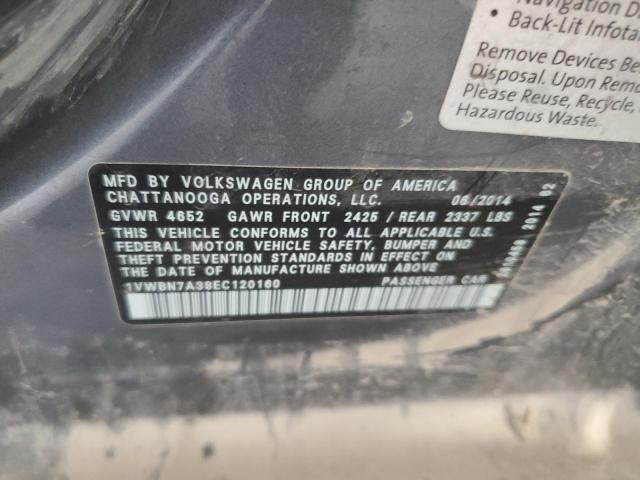 Navigation D
• Back-Lit Infota
Remove Devices Be
Disposal. Upon Remo
Please Reuse, Recycle,
Hazardous Waste.
MFD BY VOLKSWAGEN GROUP OF AMERICA
CHATTANOOGA OPERATIONS, LLC. 06/2014
GVWR 4652 GAWR FRONT 2425 / REAR 2337 LBS
THIS VEHICLE CONFORMS TO ALL APPLICABLE U.S.
FEDERAL MOTOR VEHICLE SAFETY, BUMPER AND
THEFT PREVENTION STANDARDS IN EFFECT ON
THE DATE OF MANUFACTURE SHOWN ABOVE
1VWBN7A38EC120160 PASSENGER CAR
2014 02